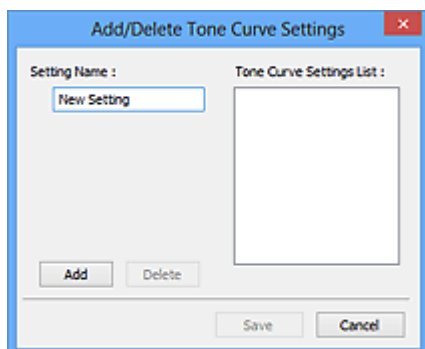 Add/Delete Tone Curve Settings
Setting Name :
Tone Curve Settings List :
New Setting
Add
Delete
Save
Cancel